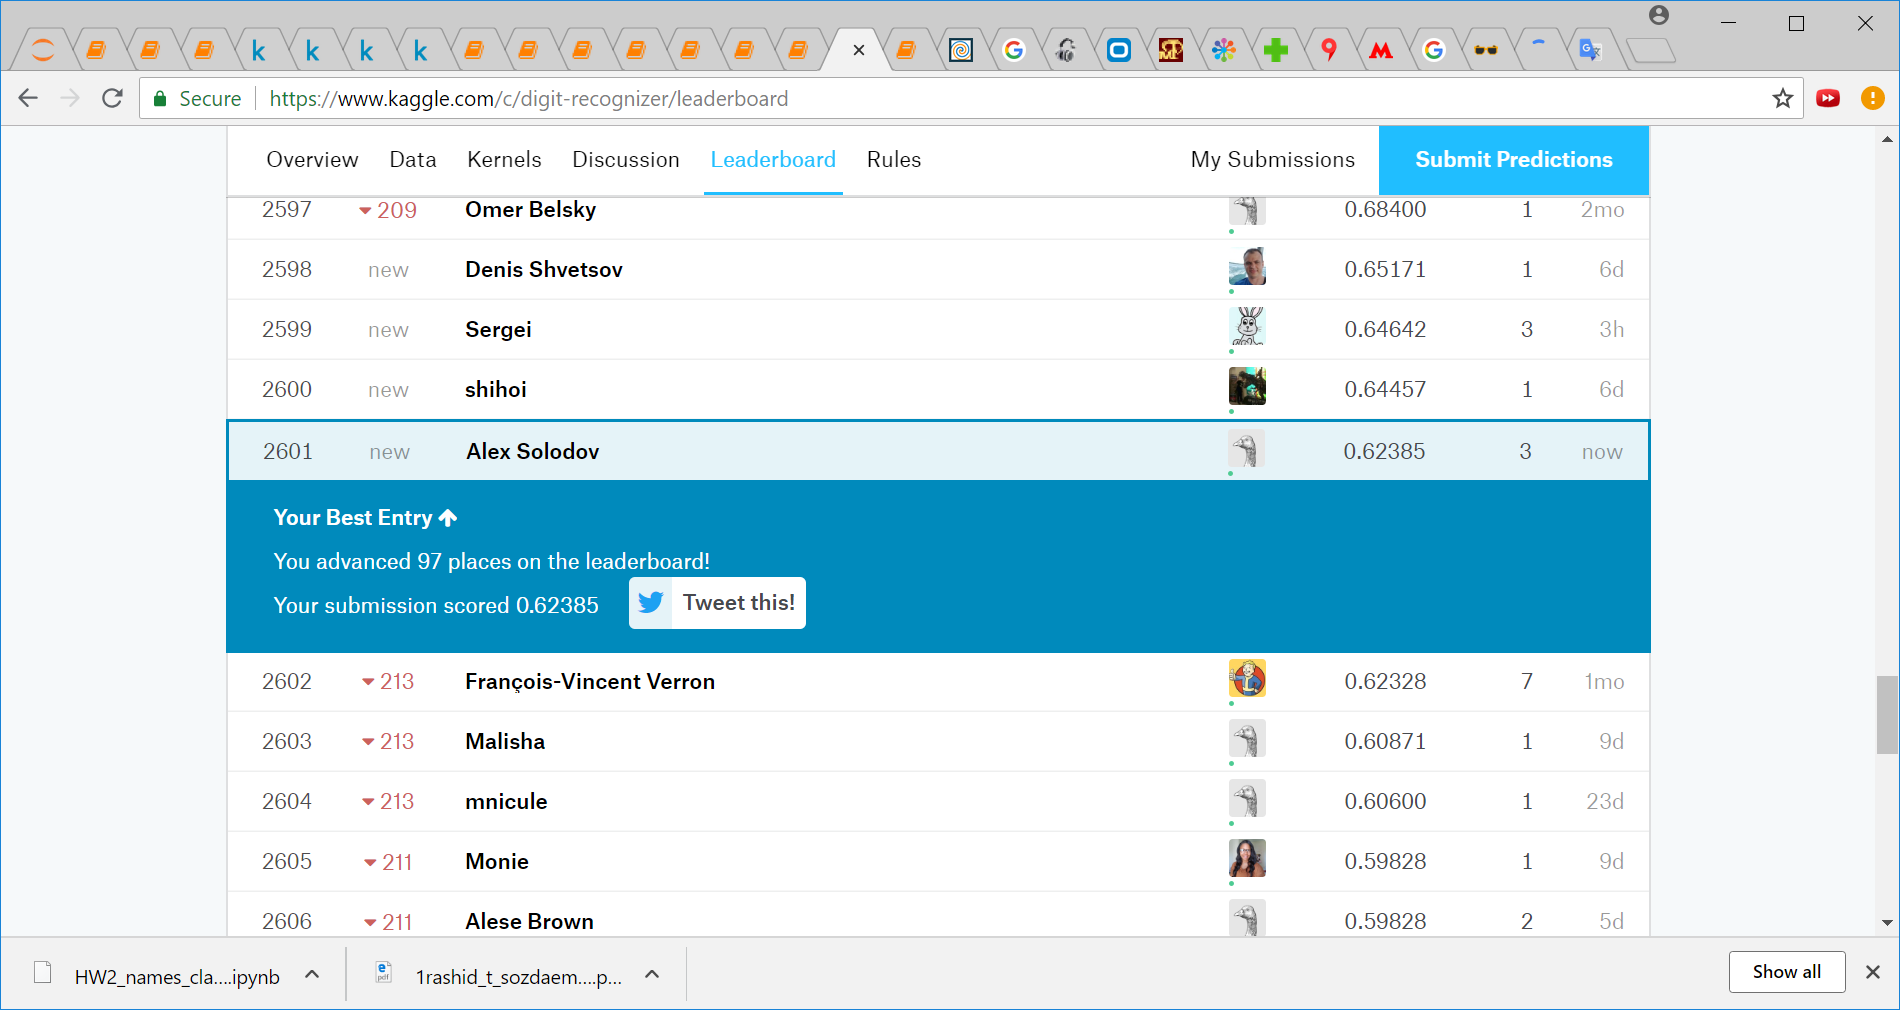 Secure https://www.kaggle.com/c/digit-recognizer/leaderboard
Overview Data Kernels Discussion Leaderboard Rules My Submissions Submit Predictions
2597 209 Omer Belsky 0.68400 1 2mo
2598 new Denis Shvetsov 0.65171 1 6d
2599 new Sergei 0.64642 3 3h
2600 new shihoi 0.64457 1 6d
2601 new Alex Solodov 0.62385 3 now
Your Best Entry
You advanced 97 places on the leaderboard!
Your submission scored 0.62385 Tweet this!
2602 213 François-Vincent Verron 0.62328 7 1mo
2603 213 Malisha 0.60871 1 9d
2604 213 mnicule 0.60600 1 23d
2605 211 Monie 0.59828 1 9d
2606 211 Alese Brown 0.59828 2 5d
HW2_names_cla....ipynb 1rashid_t_sozdaem....p... Show all